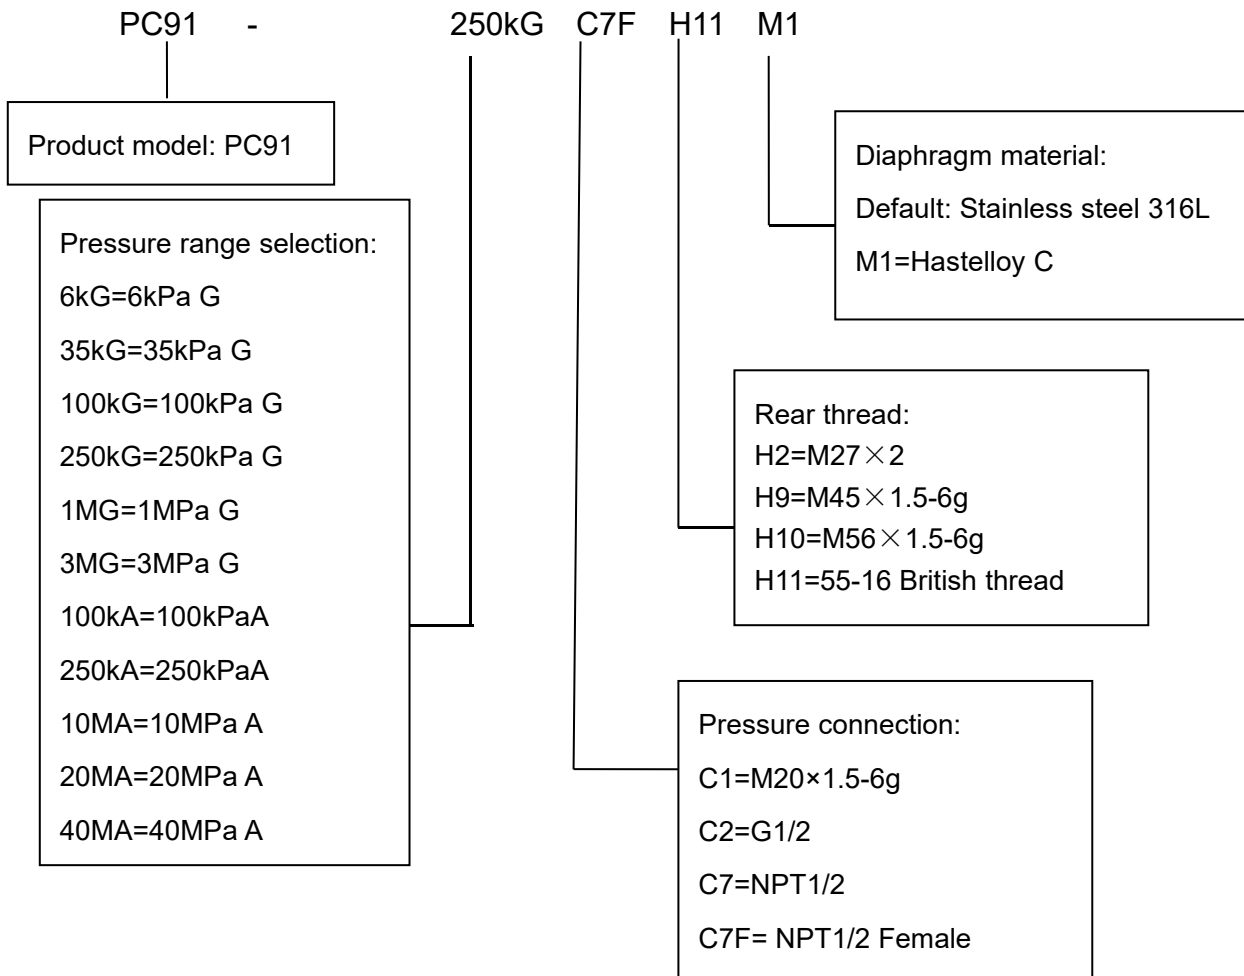 PC91 - 250kG C7F H11 M1
Product model: PC91
Pressure range selection:
6kG=6kPa G
35kG=35kPa G
100kG=100kPa G
250kG=250kPa G
1MG=1MPa G
3MG=3MPa G
100kA=100kPaA
250kA=250kPaA
10MA=10MPa A
20MA=20MPa A
40MA=40MPa A
Diaphragm material:
Default: Stainless steel 316L
M1=Hastelloy C
Rear thread:
H2=M27×2
H9=M45×1.5-6g
H10=M56×1.5-6g
H11=55-16 British thread
Pressure connection:
C1=M20×1.5-6g
C2=G1/2
C7=NPT1/2
C7F= NPT1/2 Female